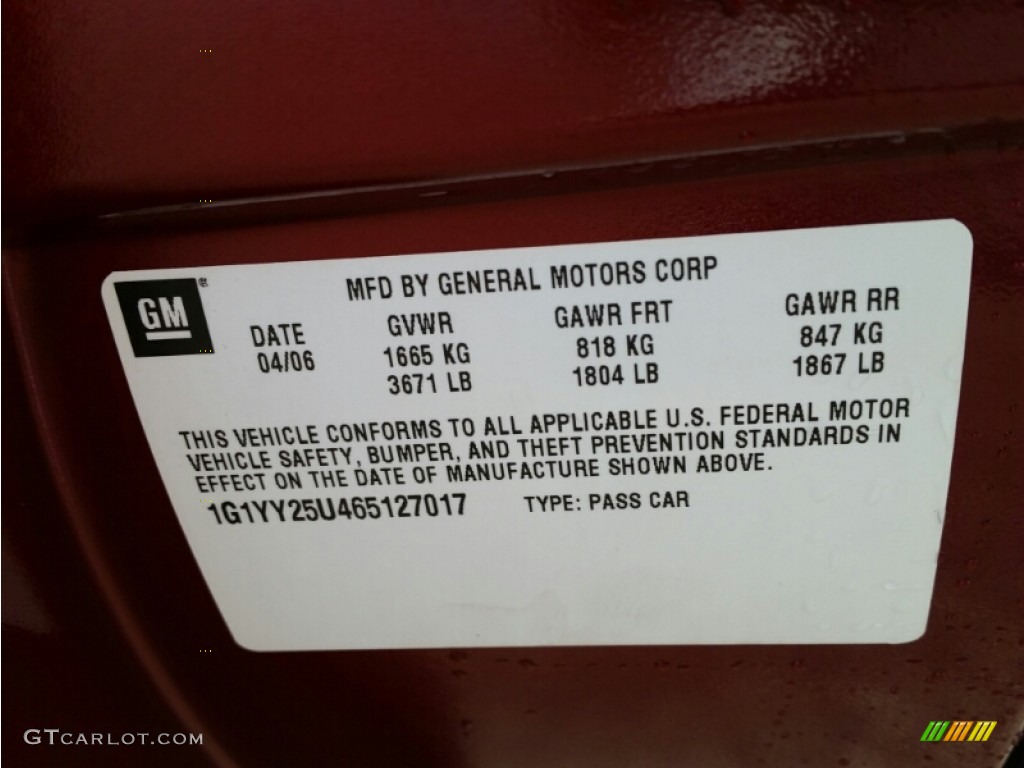 MFD BY GENERAL MOTORS CORP
GM®
DATE GVWR GAWR FRT GAWR RR
04/06 1665 KG 818 KG 847 KG
3671 LB 1804 LB 1867 LB
THIS VEHICLE CONFORMS TO ALL APPLICABLE U.S. FEDERAL MOTOR
VEHICLE SAFETY, BUMPER, AND THEFT PREVENTION STANDARDS IN
EFFECT ON THE DATE OF MANUFACTURE SHOWN ABOVE.
1G1YY25U465127017 TYPE: PASS CAR
GTCARLOT.COM